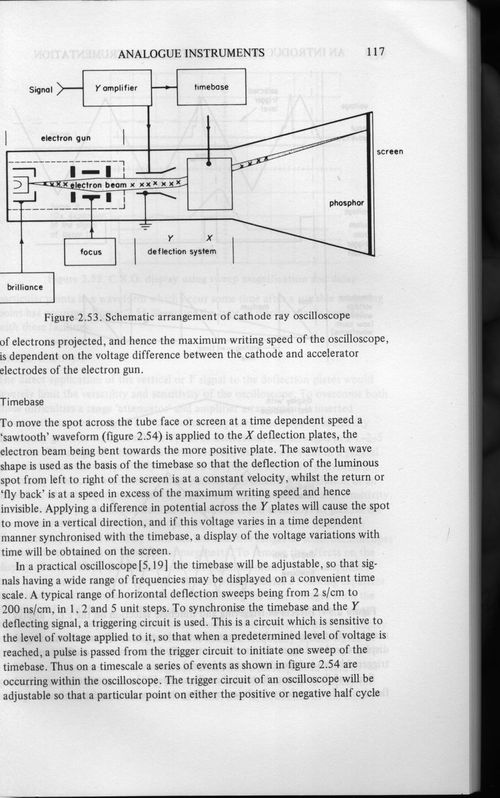 ANALOGUE INSTRUMENTS 117
Signal
Y amplifier
timebase
electron gun
screen
electron beam
phosphor
Y X
focus
deflection system
brilliance
Figure 2.53. Schematic arrangement of cathode ray oscilloscope
of electrons projected, and hence the maximum writing speed of the oscilloscope,
is dependent on the voltage difference between the cathode and accelerator
electrodes of the electron gun.
Timebase
To move the spot across the tube face or screen at a time dependent speed a
‘sawtooth’ waveform (figure 2.54) is applied to the X deflection plates, the
electron beam being bent towards the more positive plate. The sawtooth wave
shape is used as the basis of the timebase so that the deflection of the luminous
spot from left to right of the screen is at a constant velocity, whilst the return or
‘fly back’ is at a speed in excess of the maximum writing speed and hence
invisible. Applying a difference in potential across the Y plates will cause the spot
to move in a vertical direction, and if this voltage varies in a time dependent
manner synchronised with the timebase, a display of the voltage variations with
time will be obtained on the screen.
In a practical oscilloscope [5,19] the timebase will be adjustable, so that sig-
nals having a wide range of frequencies may be displayed on a convenient time
scale. A typical range of horizontal deflection sweeps being from 2 s/cm to
200 ns/cm, in 1, 2 and 5 unit steps. To synchronise the timebase and the Y
deflecting signal, a triggering circuit is used. This is a circuit which is sensitive to
the level of voltage applied to it, so that when a predetermined level of voltage is
reached, a pulse is passed from the trigger circuit to initiate one sweep of the
timebase. Thus on a timescale a series of events as shown in figure 2.54 are
occurring within the oscilloscope. The trigger circuit of an oscilloscope will be
adjustable so that a particular point on either the positive or negative half cycle